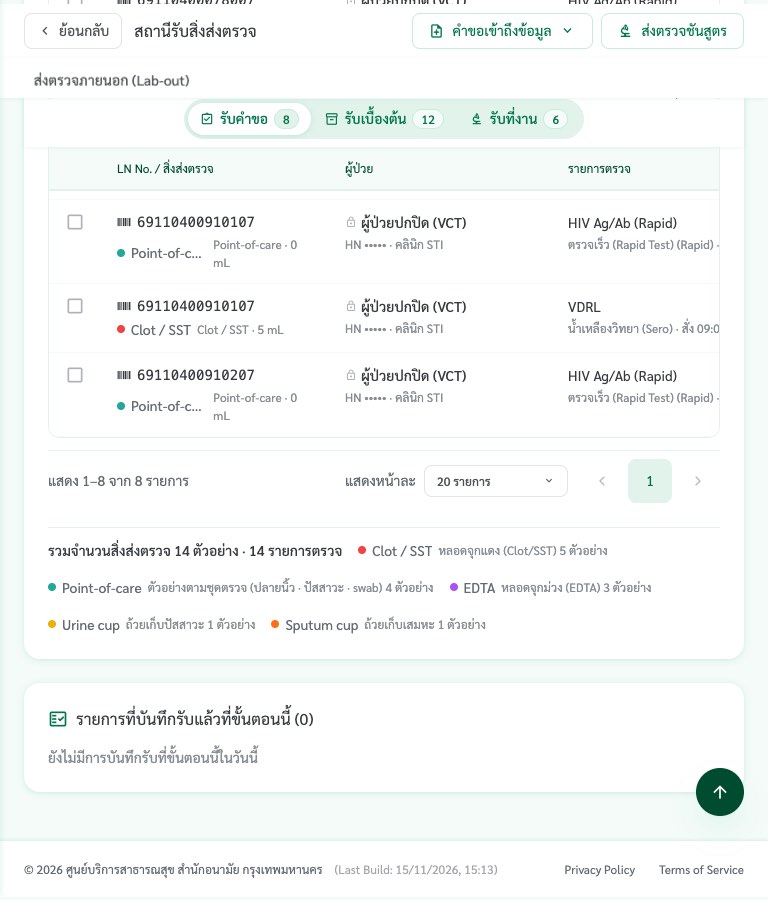 ย้อนกลับ สถานีรับสิ่งส่งตรวจ คำขอเข้าถึงข้อมูล ส่งตรวจชันสูตร
ส่งตรวจภายนอก (Lab-out)
รับคำขอ 8 รับเบื้องต้น 12 รับที่งาน 6
LN No. / สิ่งส่งตรวจ ผู้ป่วย รายการตรวจ
69110400910107 ผู้ป่วยปกปิด (VCT) HIV Ag/Ab (Rapid)
Point-of-c... Point-of-care · 0 mL HN ••••• · คลินิก STI ตรวจเร็ว (Rapid Test) (Rapid) ·
69110400910107 ผู้ป่วยปกปิด (VCT) VDRL
Clot / SST Clot / SST · 5 mL HN ••••• · คลินิก STI น้ำเหลืองวิทยา (Sero) · สั่ง 09:0
69110400910207 ผู้ป่วยปกปิด (VCT) HIV Ag/Ab (Rapid)
Point-of-c... Point-of-care · 0 mL HN ••••• · คลินิก STI ตรวจเร็ว (Rapid Test) (Rapid) ·
แสดง 1–8 จาก 8 รายการ แสดงหน้าละ 20 รายการ 1
รวมจำนวนสิ่งส่งตรวจ 14 ตัวอย่าง · 14 รายการตรวจ Clot / SST หลอดจุกแดง (Clot/SST) 5 ตัวอย่าง
Point-of-care ตัวอย่างตามชุดตรวจ (ปลายนิ้ว · ปัสสาวะ · swab) 4 ตัวอย่าง EDTA หลอดจุกม่วง (EDTA) 3 ตัวอย่าง
Urine cup ถ้วยเก็บปัสสาวะ 1 ตัวอย่าง Sputum cup ถ้วยเก็บเสมหะ 1 ตัวอย่าง
รายการที่บันทึกรับแล้วที่ขั้นตอนนี้ (0)
ยังไม่มีการบันทึกรับที่ขั้นตอนนี้ในวันนี้
© 2026 ศูนย์บริการสาธารณสุข สำนักอนามัย กรุงเทพมหานคร (Last Build: 15/11/2026, 15:13) Privacy Policy Terms of Service